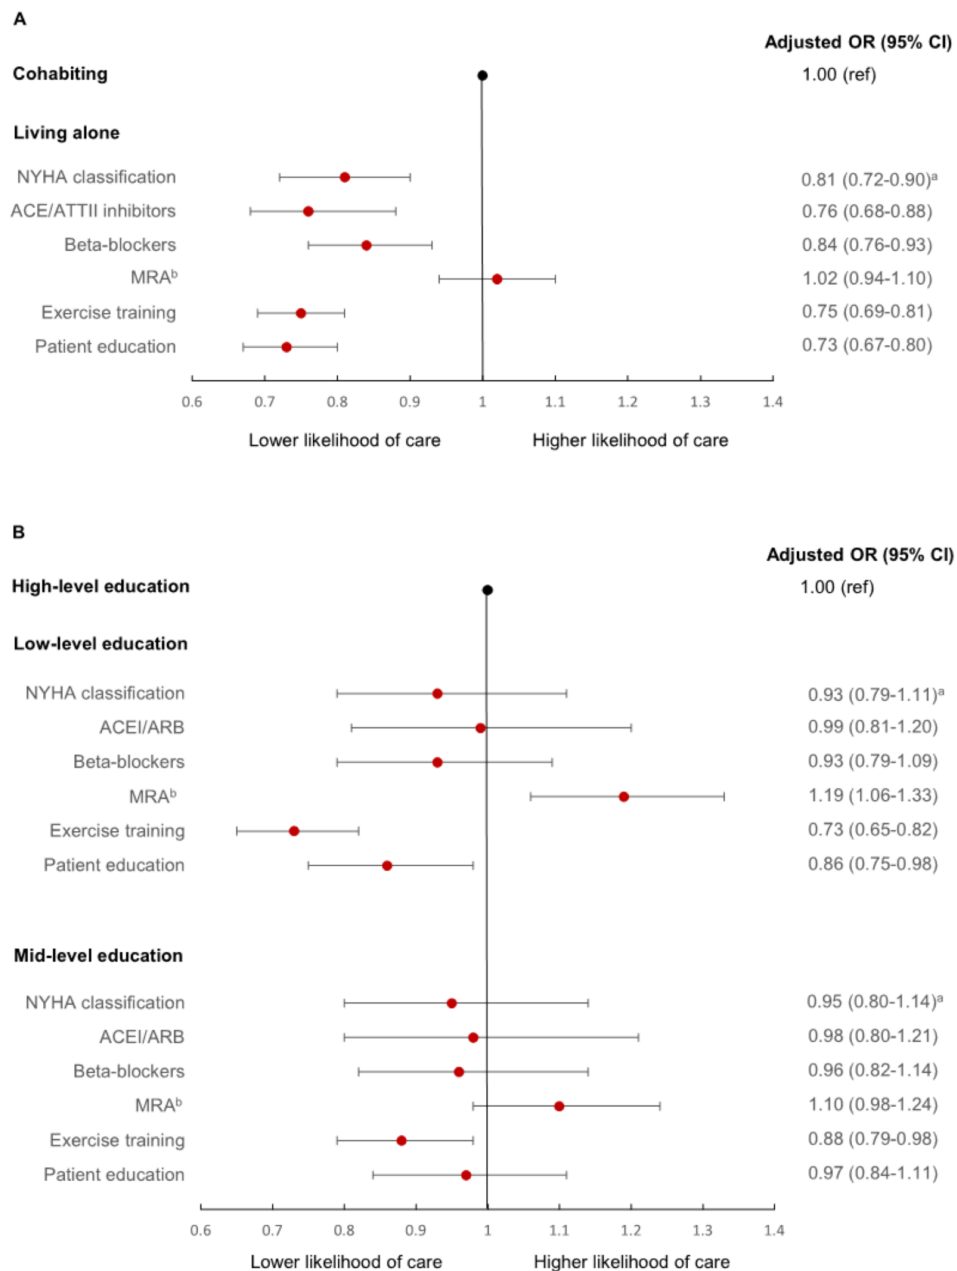 A
Adjusted OR (95% CI)
Cohabiting 1.00 (ref)
Living alone
NYHA classification 0.81 (0.72-0.90)ᵃ
ACE/ATTII inhibitors 0.76 (0.68-0.88)
Beta-blockers 0.84 (0.76-0.93)
MRAᵇ 1.02 (0.94-1.10)
Exercise training 0.75 (0.69-0.81)
Patient education 0.73 (0.67-0.80)
0.6 0.7 0.8 0.9 1 1.1 1.2 1.3 1.4
Lower likelihood of care Higher likelihood of care
B
Adjusted OR (95% CI)
High-level education 1.00 (ref)
Low-level education
NYHA classification 0.93 (0.79-1.11)ᵃ
ACEI/ARB 0.99 (0.81-1.20)
Beta-blockers 0.93 (0.79-1.09)
MRAᵇ 1.19 (1.06-1.33)
Exercise training 0.73 (0.65-0.82)
Patient education 0.86 (0.75-0.98)
Mid-level education
NYHA classification 0.95 (0.80-1.14)ᵃ
ACEI/ARB 0.98 (0.80-1.21)
Beta-blockers 0.96 (0.82-1.14)
MRAᵇ 1.10 (0.98-1.24)
Exercise training 0.88 (0.79-0.98)
Patient education 0.97 (0.84-1.11)
0.6 0.7 0.8 0.9 1 1.1 1.2 1.3 1.4
Lower likelihood of care Higher likelihood of care